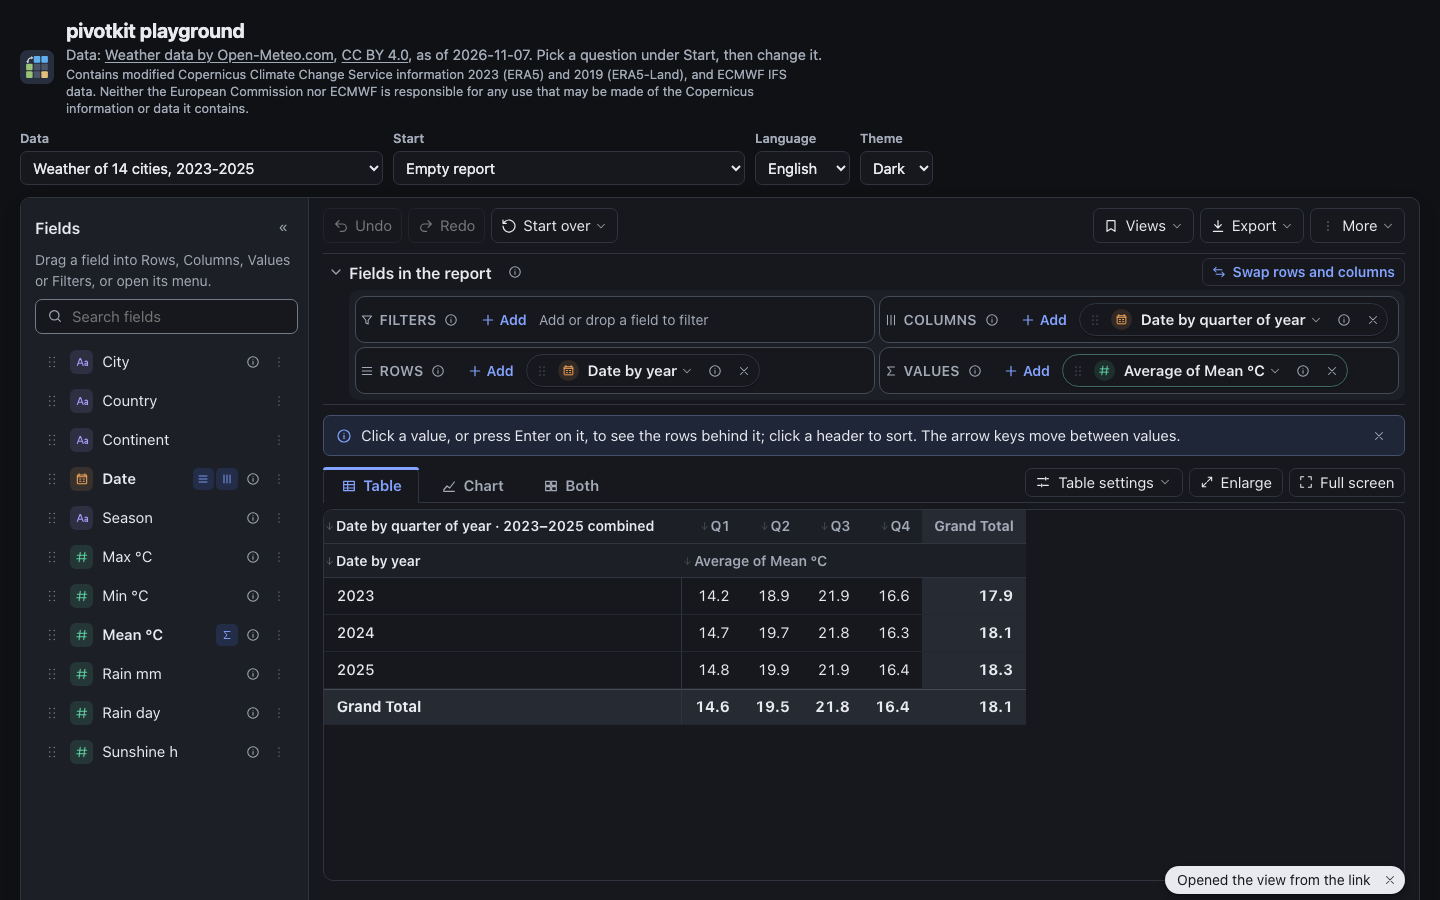 pivotkit playground
Data: Weather data by Open-Meteo.com, CC BY 4.0, as of 2026-11-07. Pick a question under Start, then change it.
Contains modified Copernicus Climate Change Service information 2023 (ERA5) and 2019 (ERA5-Land), and ECMWF IFS
data. Neither the European Commission nor ECMWF is responsible for any use that may be made of the Copernicus
information or data it contains.
Data Start Language Theme
Weather of 14 cities, 2023-2025 Empty report English Dark
Fields «
Drag a field into Rows, Columns, Values
or Filters, or open its menu.
Search fields
Aa City
Aa Country
Aa Continent
Date
Aa Season
# Max °C
# Min °C
# Mean °C Σ
# Rain mm
# Rain day
# Sunshine h
Undo Redo Start over Views Export More
Fields in the report Swap rows and columns
FILTERS + Add Add or drop a field to filter
COLUMNS + Add Date by quarter of year
ROWS + Add Date by year
Σ VALUES + Add # Average of Mean °C
Click a value, or press Enter on it, to see the rows behind it; click a header to sort. The arrow keys move between values.
Table Chart Both Table settings Enlarge Full screen
↓ Date by quarter of year · 2023–2025 combined ↓ Q1 ↓ Q2 ↓ Q3 ↓ Q4 Grand Total
↓ Date by year ↓ Average of Mean °C
2023 14.2 18.9 21.9 16.6 17.9
2024 14.7 19.7 21.8 16.3 18.1
2025 14.8 19.9 21.9 16.4 18.3
Grand Total 14.6 19.5 21.8 16.4 18.1
Opened the view from the link